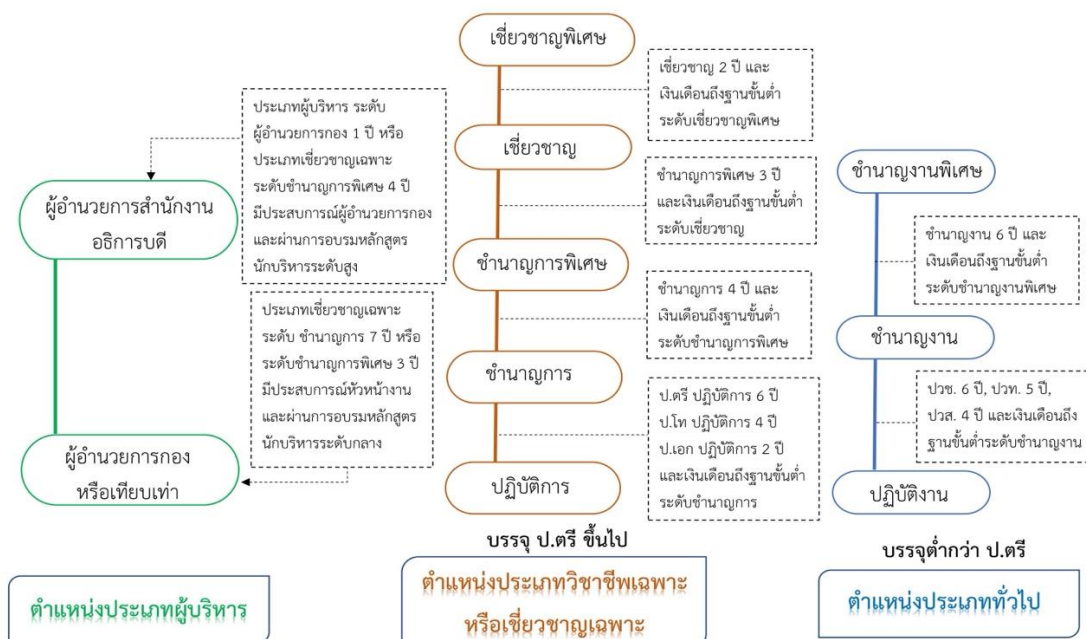 ประเภทผู้บริหาร ระดับ
ผู้อำนวยการกอง 1 ปี หรือ
ประเภทเชี่ยวชาญเฉพาะ
ระดับชำนาญการพิเศษ 4 ปี
มีประสบการณ์ผู้อำนวยการกอง
และผ่านการอบรมหลักสูตร
นักบริหารระดับสูง
ผู้อำนวยการสำนักงาน
อธิการบดี
ประเภทเชี่ยวชาญเฉพาะ
ระดับ ชำนาญการ 7 ปี หรือ
ระดับชำนาญการพิเศษ 3 ปี
มีประสบการณ์หัวหน้างาน
และผ่านการอบรมหลักสูตร
นักบริหารระดับกลาง
ผู้อำนวยการกอง
หรือเทียบเท่า
ตำแหน่งประเภทผู้บริหาร
เชี่ยวชาญพิเศษ
เชี่ยวชาญ 2 ปี และ
เงินเดือนถึงฐานขั้นต่ำ
ระดับเชี่ยวชาญพิเศษ
เชี่ยวชาญ
ชำนาญการพิเศษ 3 ปี
และเงินเดือนถึงฐานขั้นต่ำ
ระดับเชี่ยวชาญ
ชำนาญการพิเศษ
ชำนาญการ 4 ปี และ
เงินเดือนถึงฐานขั้นต่ำ
ระดับชำนาญการพิเศษ
ชำนาญการ
ป.ตรี ปฏิบัติการ 6 ปี
ป.โท ปฏิบัติการ 4 ปี
ป.เอก ปฏิบัติการ 2 ปี
และเงินเดือนถึงฐานขั้นต่ำ
ระดับชำนาญการ
ปฏิบัติการ
บรรจุ ป.ตรี ขึ้นไป
ตำแหน่งประเภทวิชาชีพเฉพาะ
หรือเชี่ยวชาญเฉพาะ
ชำนาญงานพิเศษ
ชำนาญงาน 6 ปี และ
เงินเดือนถึงฐานขั้นต่ำ
ระดับชำนาญงานพิเศษ
ชำนาญงาน
ปวช. 6 ปี, ปวท. 5 ปี,
ปวส. 4 ปี และเงินเดือนถึง
ฐานขั้นต่ำระดับชำนาญงาน
ปฏิบัติงาน
บรรจุต่ำกว่า ป.ตรี
ตำแหน่งประเภททั่วไป